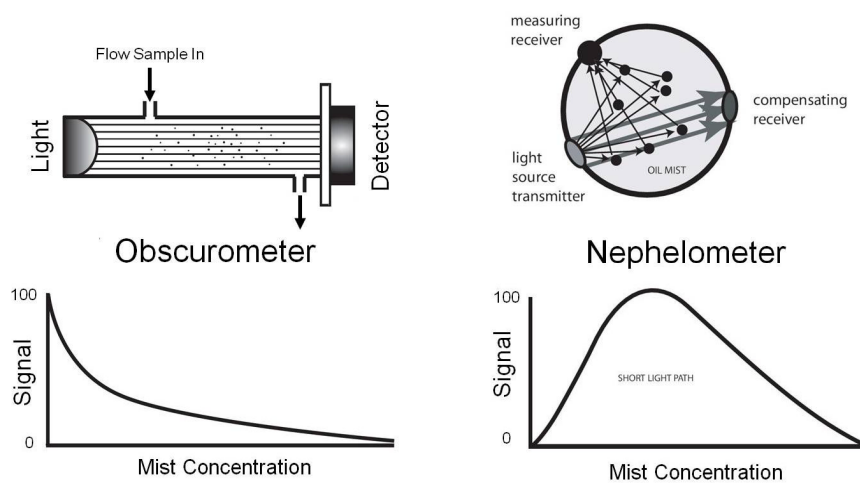 Flow Sample In
Light
Detector
Obscurometer
100
Signal
0
Mist Concentration
measuring
receiver
compensating
receiver
light
source
transmitter
OIL MIST
Nephelometer
100
Signal
SHORT LIGHT PATH
0
Mist Concentration